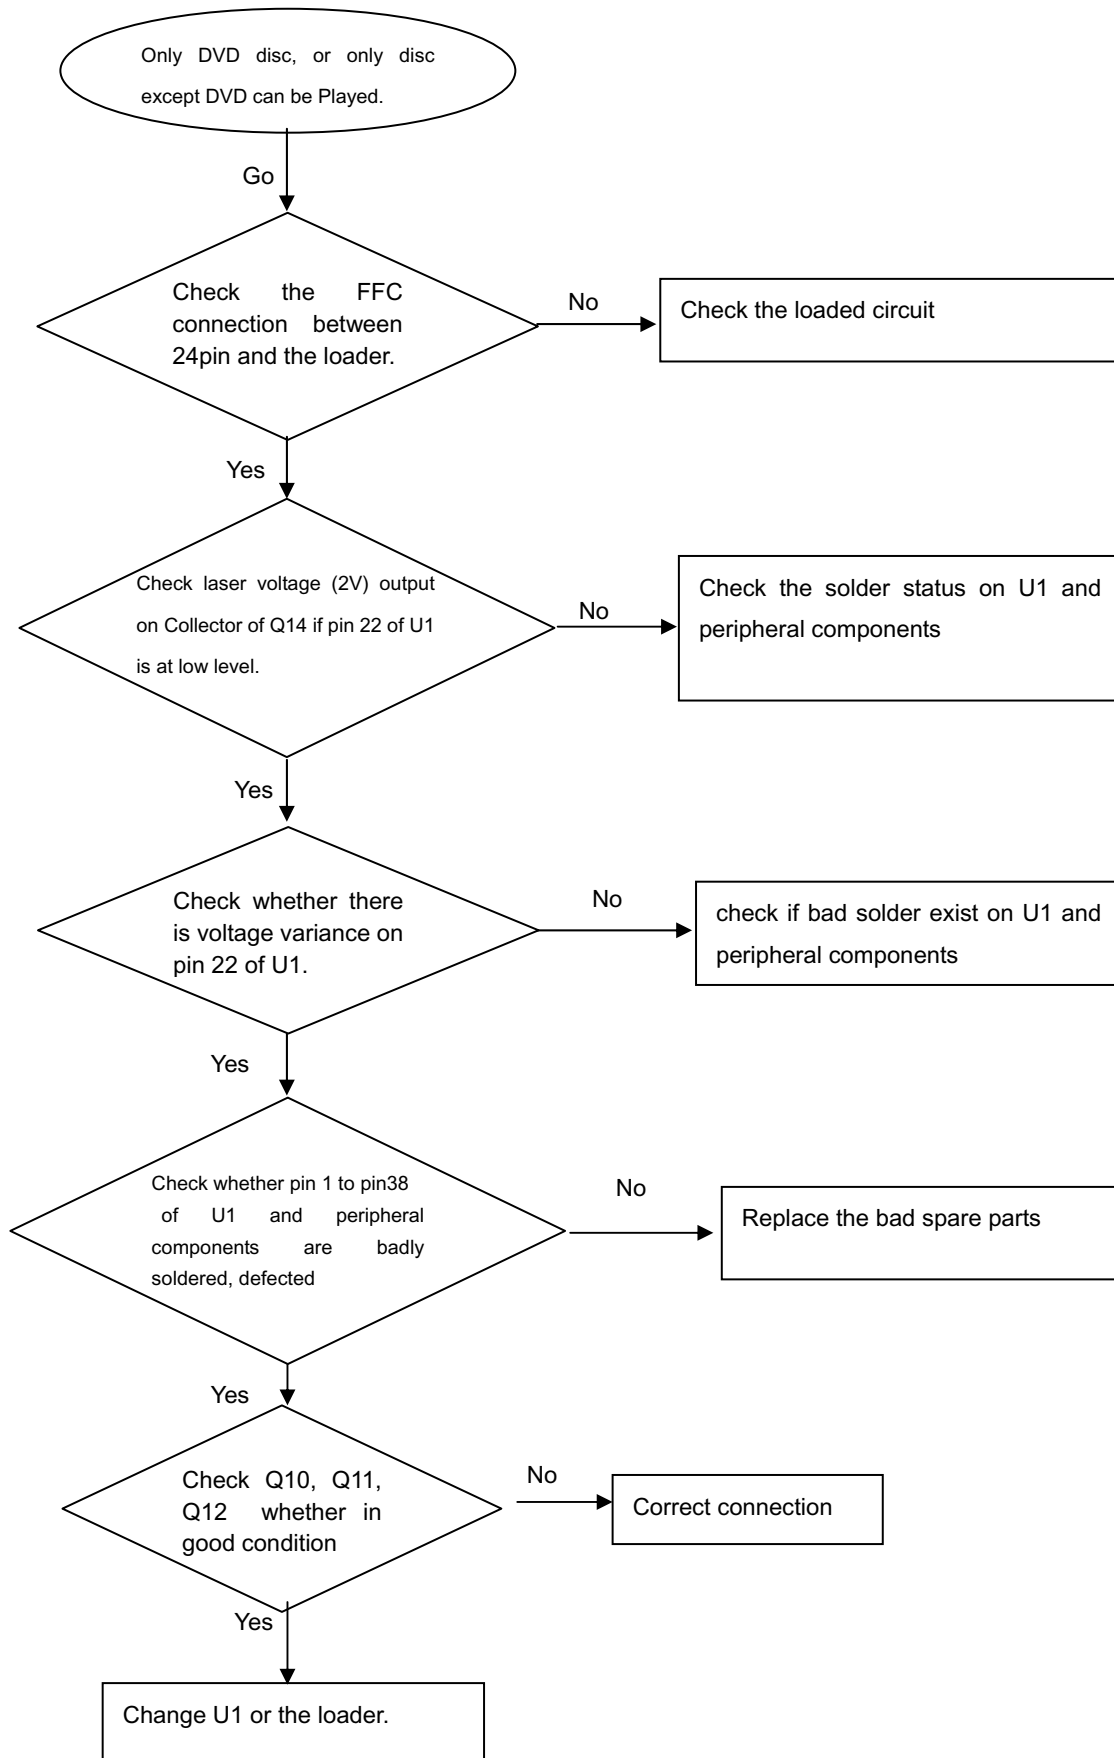 Only DVD disc, or only disc
except DVD can be Played.
Go
Check the FFC
connection between
24pin and the loader.
No
Check the loaded circuit
Yes
Check laser voltage (2V) output
on Collector of Q14 if pin 22 of U1
is at low level.
No
Check the solder status on U1 and
peripheral components
Yes
Check whether there
is voltage variance on
pin 22 of U1.
No
check if bad solder exist on U1 and
peripheral components
Yes
Check whether pin 1 to pin38
of U1 and peripheral
components are badly
soldered, defected
No
Replace the bad spare parts
Yes
Check Q10, Q11,
Q12 whether in
good condition
No
Correct connection
Yes
Change U1 or the loader.